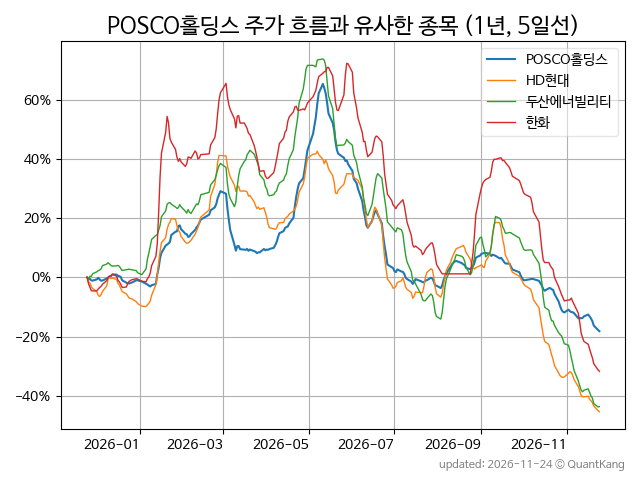 POSCO홀딩스 주가 흐름과 유사한 종목 (1년, 5일선)
POSCO홀딩스
HD현대
두산에너빌리티
한화
60%
40%
20%
0%
−20%
−40%
2026-01
2026-03
2026-05
2026-07
2026-09
2026-11
updated: 2026-11-24 © QuantKang